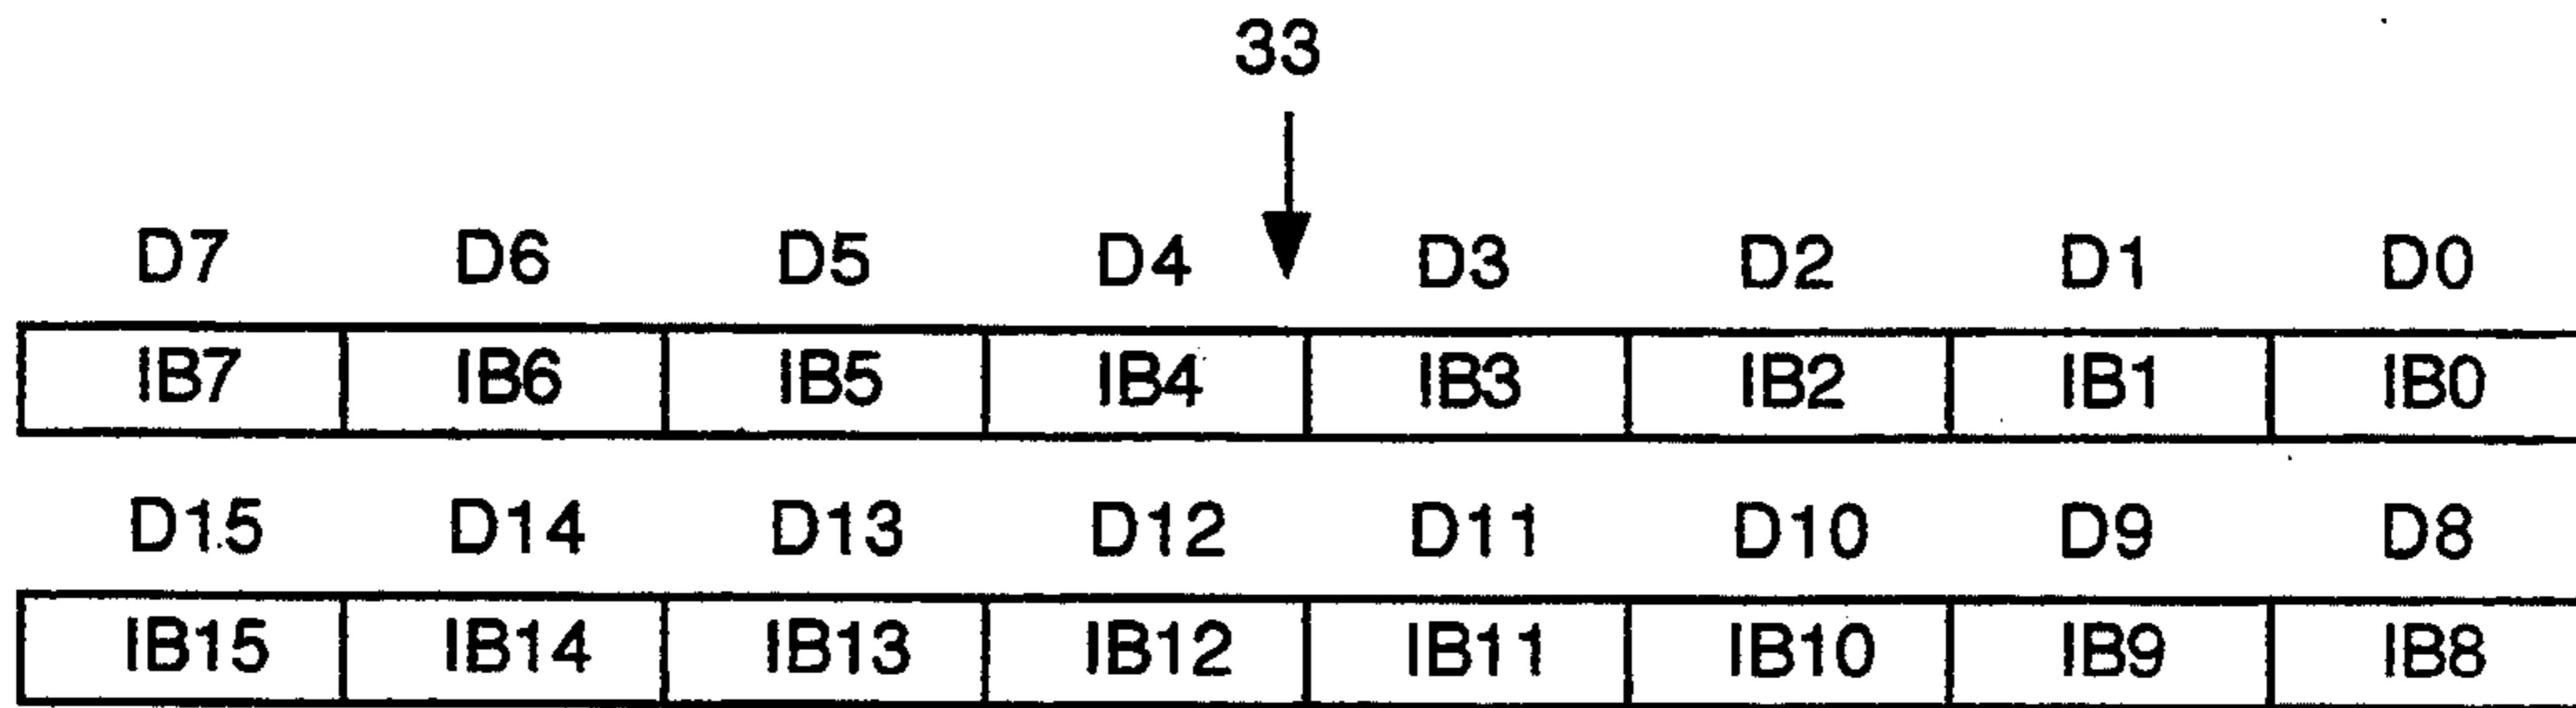 33
D7 D6 D5 D4 D3 D2 D1 D0
IB7 IB6 IB5 IB4 IB3 IB2 IB1 IB0
D15 D14 D13 D12 D11 D10 D9 D8
IB15 IB14 IB13 IB12 IB11 IB10 IB9 IB8